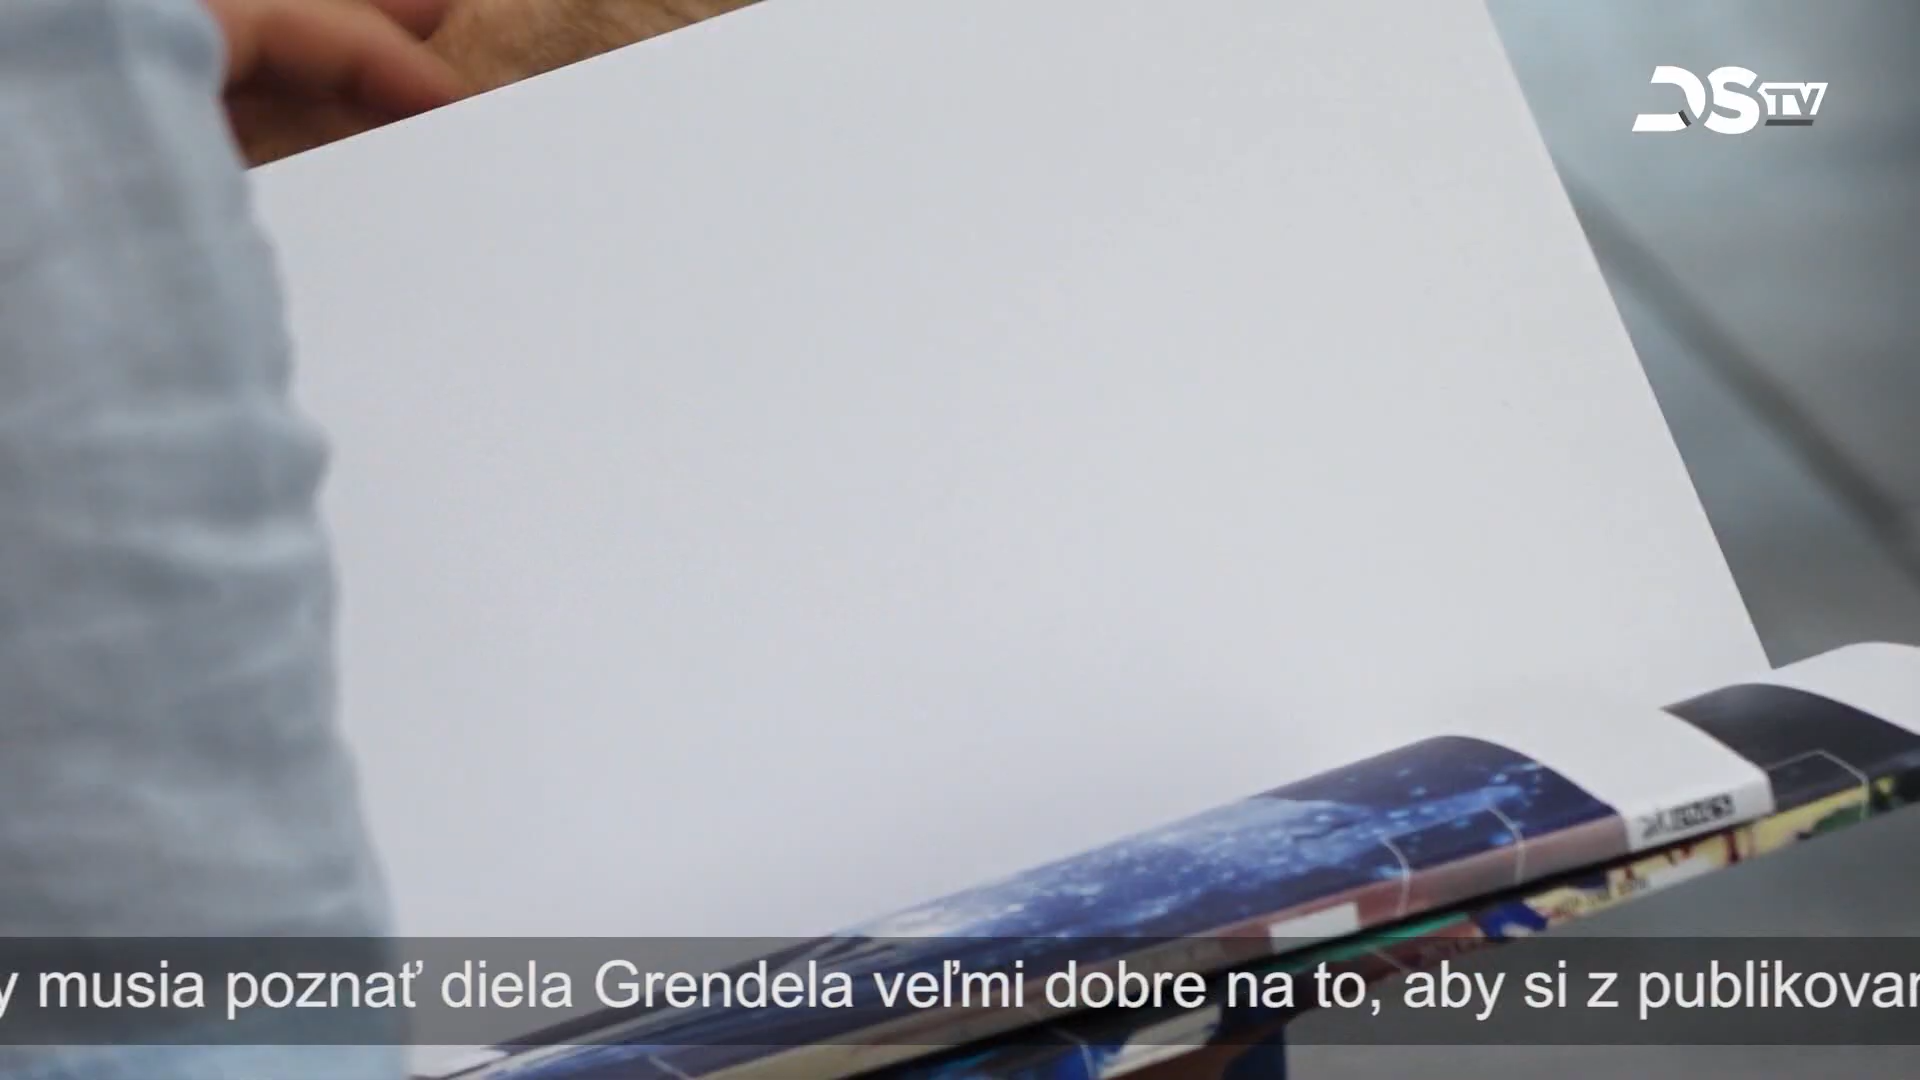 DSTV
y musia poznať diela Grendela veľmi dobre na to, aby si z publikovan